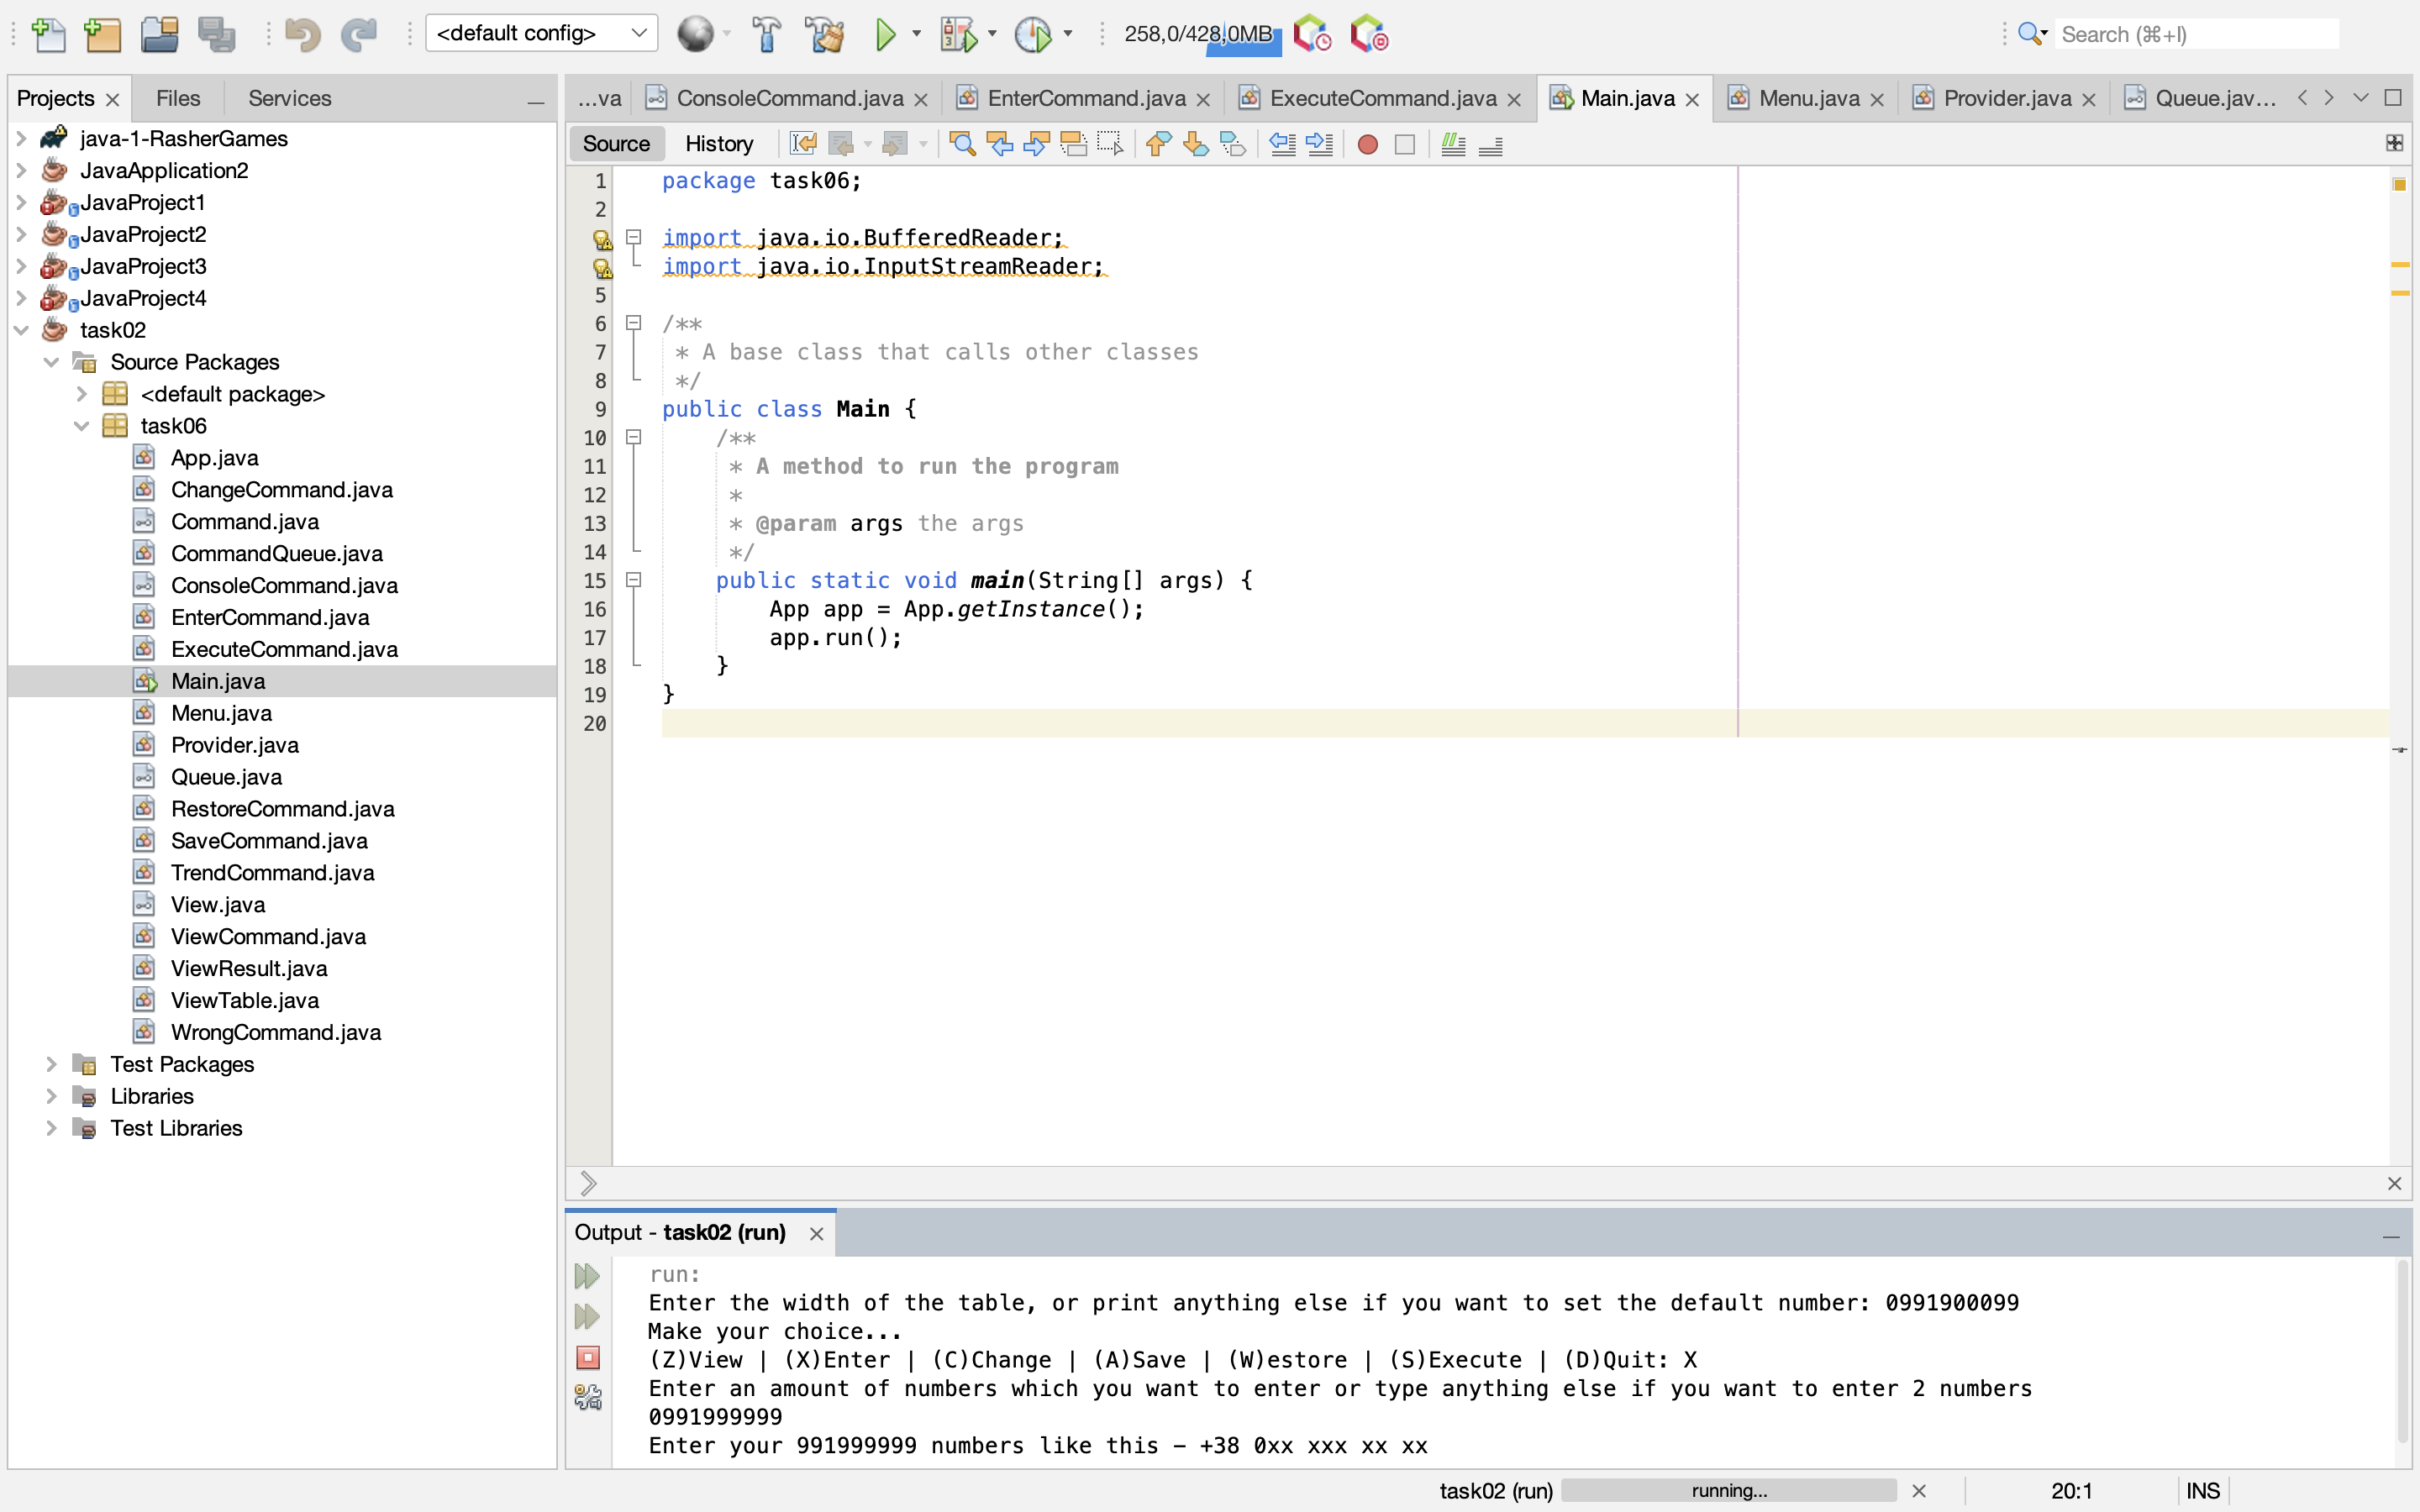 <default config>
258,0/428,0MB
Search (⌘+I)
Projects
Files
Services
...va
ConsoleCommand.java
EnterCommand.java
ExecuteCommand.java
Main.java
Menu.java
Provider.java
Queue.jav...
Source
History
java-1-RasherGames
JavaApplication2
JavaProject1
JavaProject2
JavaProject3
JavaProject4
task02
Source Packages
<default package>
task06
App.java
ChangeCommand.java
Command.java
CommandQueue.java
ConsoleCommand.java
EnterCommand.java
ExecuteCommand.java
Main.java
Menu.java
Provider.java
Queue.java
RestoreCommand.java
SaveCommand.java
TrendCommand.java
View.java
ViewCommand.java
ViewResult.java
ViewTable.java
WrongCommand.java
Test Packages
Libraries
Test Libraries
1 package task06;
2
import java.io.BufferedReader;
import java.io.InputStreamReader;
5
6 /**
7 * A base class that calls other classes
8 */
9 public class Main {
10 /**
11 * A method to run the program
12 *
13 * @param args the args
14 */
15 public static void main(String[] args) {
16 App app = App.getInstance();
17 app.run();
18 }
19 }
20
Output - task02 (run)
run:
Enter the width of the table, or print anything else if you want to set the default number: 0991900099
Make your choice...
(Z)View | (X)Enter | (C)Change | (A)Save | (W)estore | (S)Execute | (D)Quit: X
Enter an amount of numbers which you want to enter or type anything else if you want to enter 2 numbers
0991999999
Enter your 991999999 numbers like this – +38 0xx xxx xx xx
task02 (run)
running...
20:1
INS